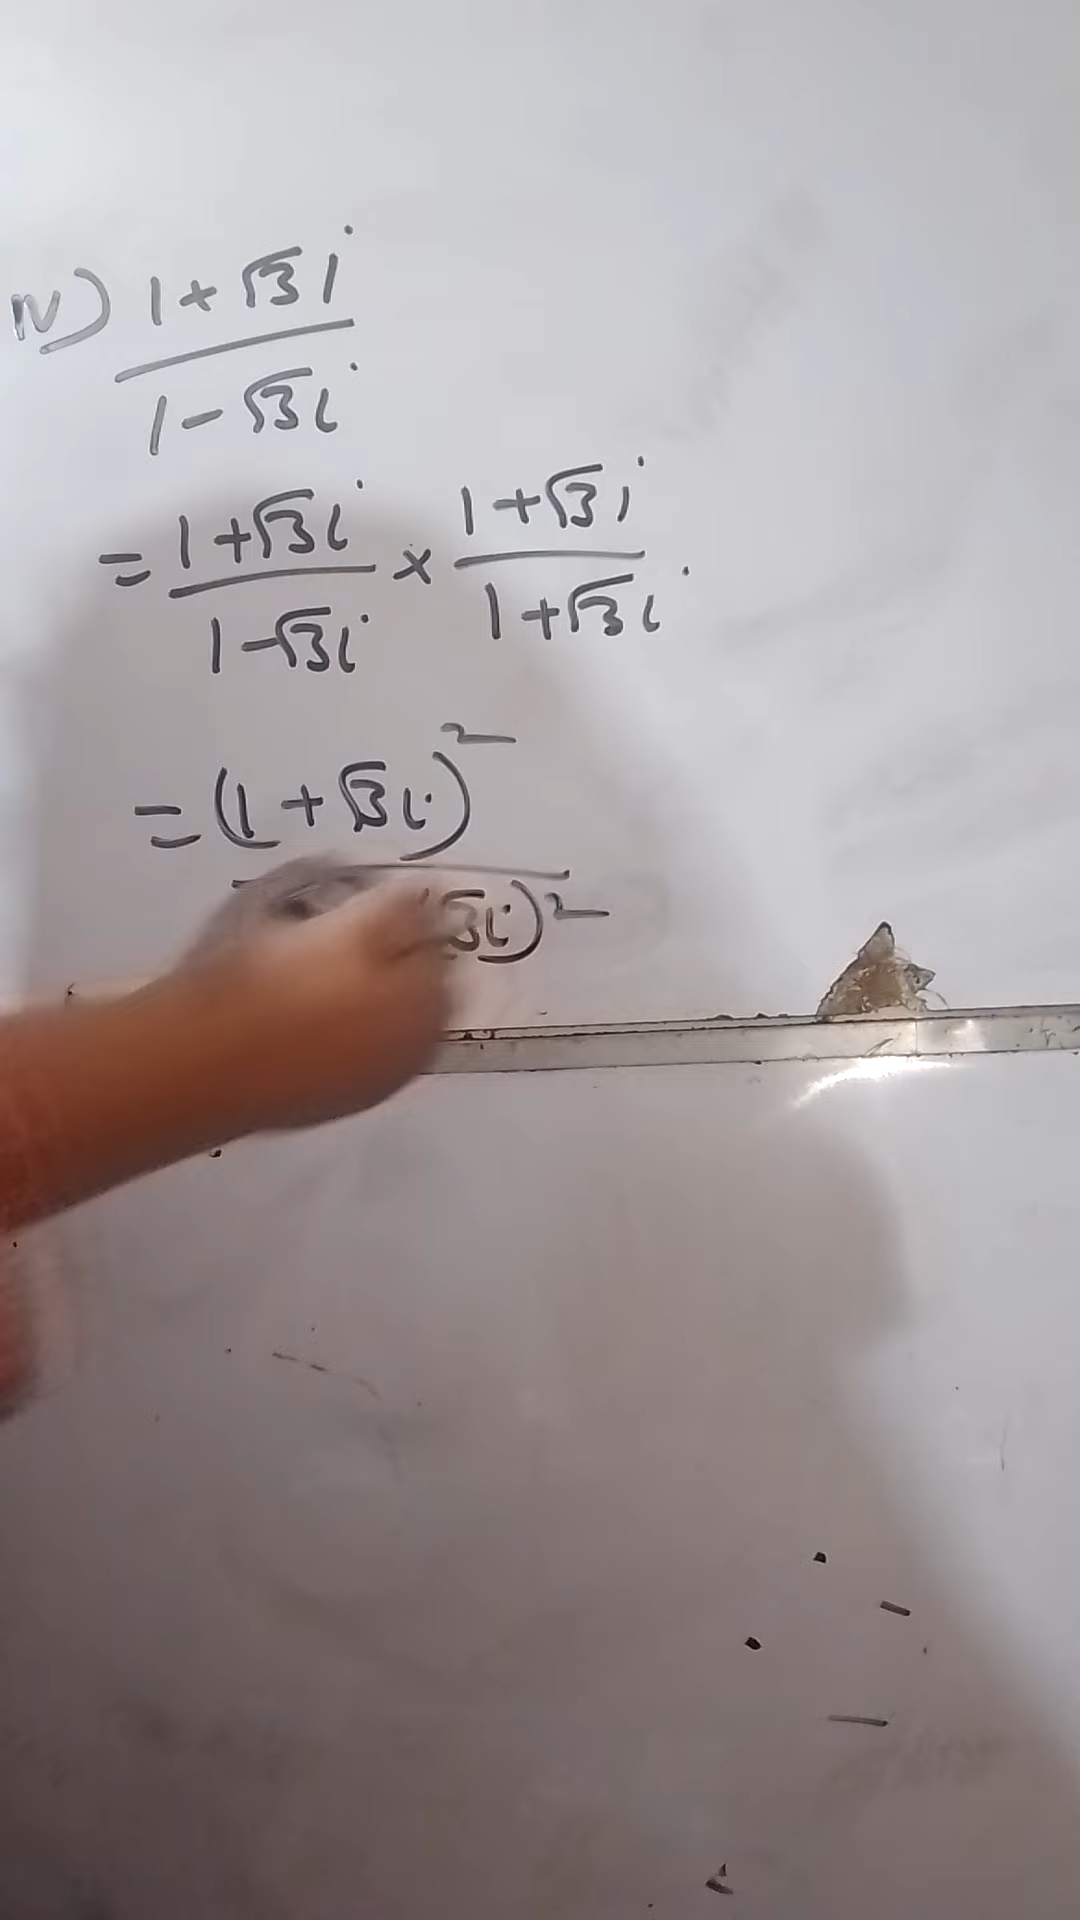 IV) 1+√3i
1-√3i
= 1+√3i/1-√3i × 1+√3i/1+√3i
= (1+√3i)²
√3i)²